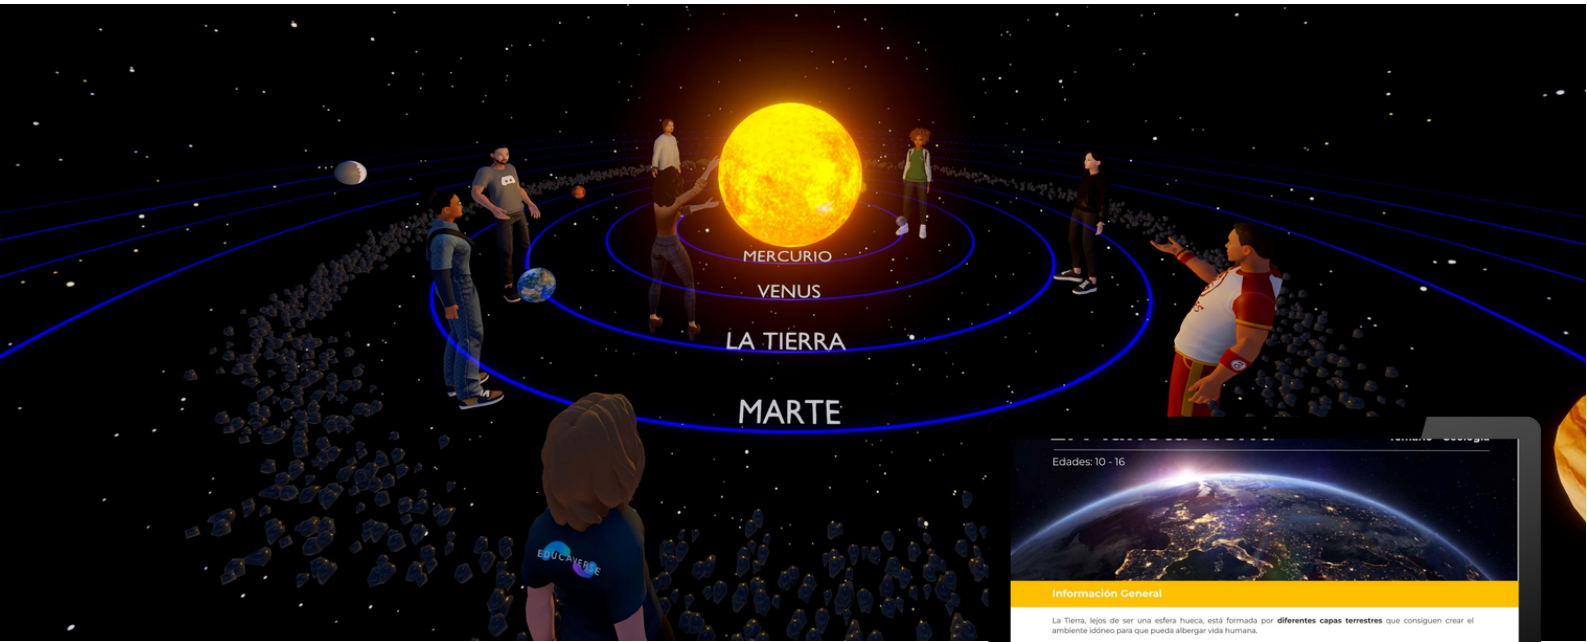 MERCURIO
VENUS
LA TIERRA
MARTE
EDUCAVERSE
Edades: 10 - 16
Información General
La Tierra, lejos de ser una esfera hueca, está formada por diferentes capas terrestres que consiguen crear el
ambiente idóneo para que pueda albergar vida humana.